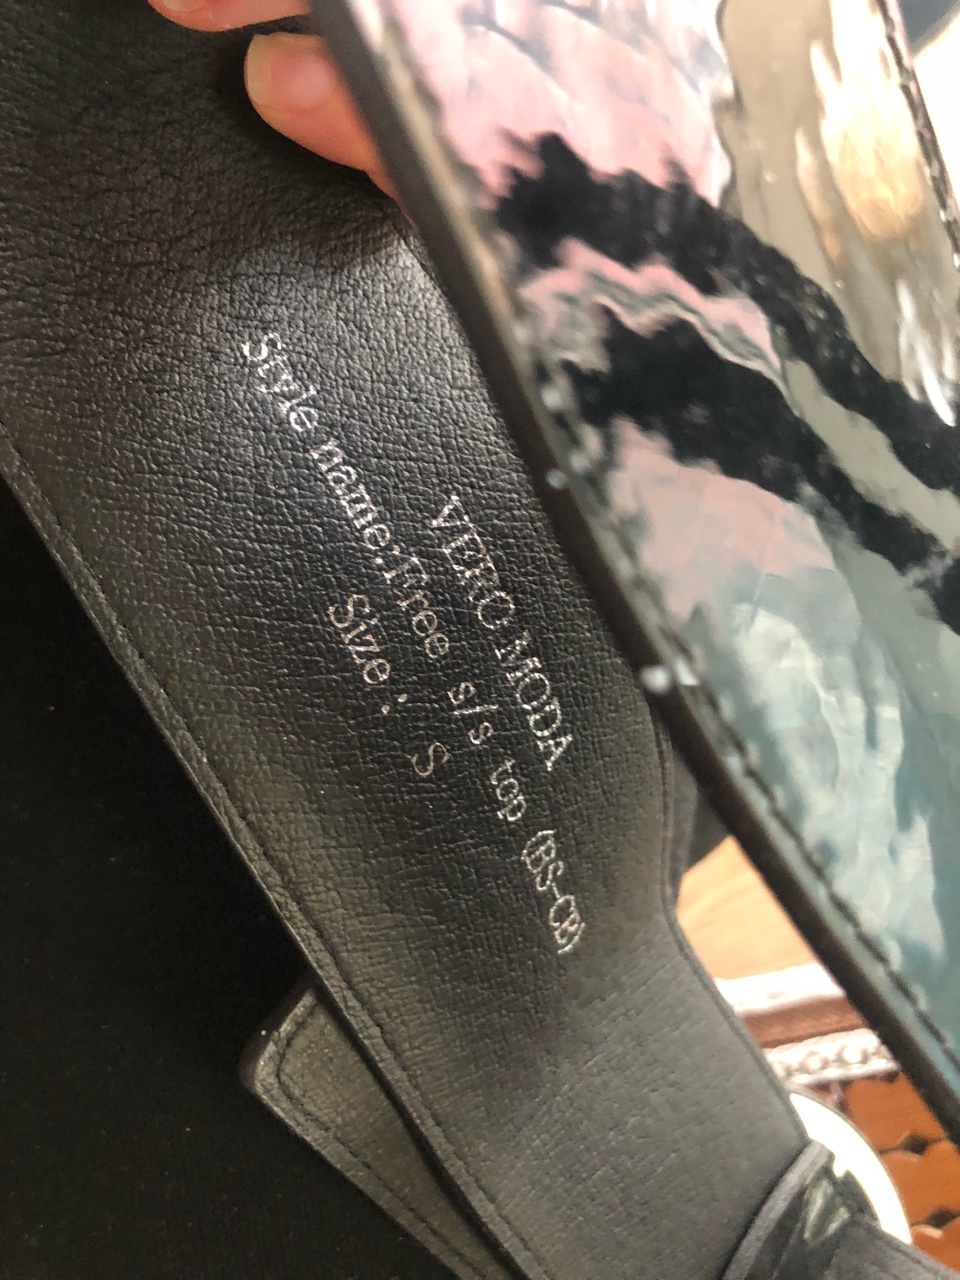 VERO MODA
Style name:Free s/s top (BS-CB)
Size: S